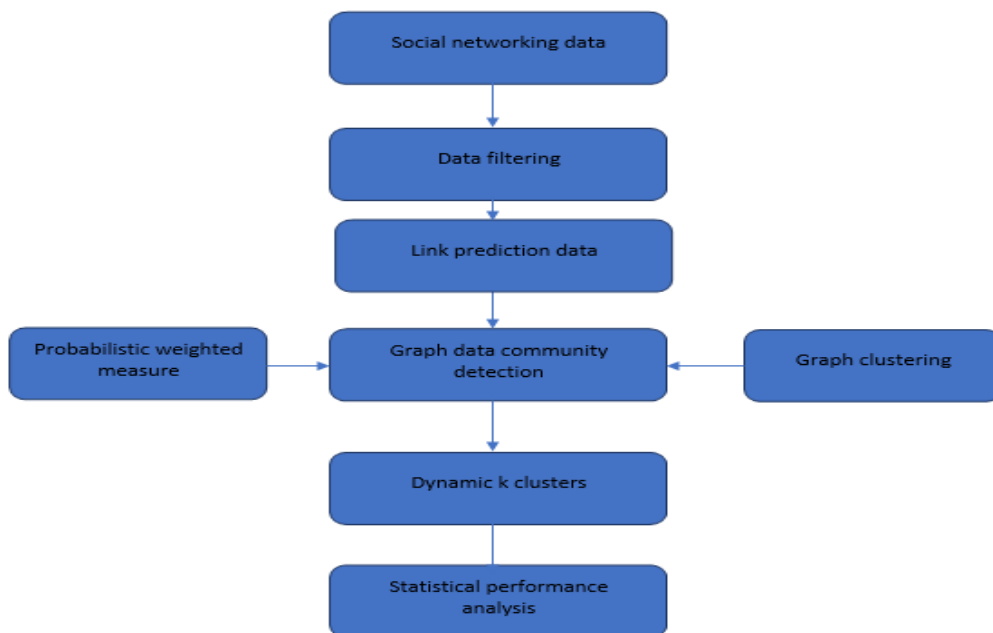 Social networking data
Data filtering
Link prediction data
Probabilistic weighted
measure
Graph data community
detection
Graph clustering
Dynamic k clusters
Statistical performance
analysis